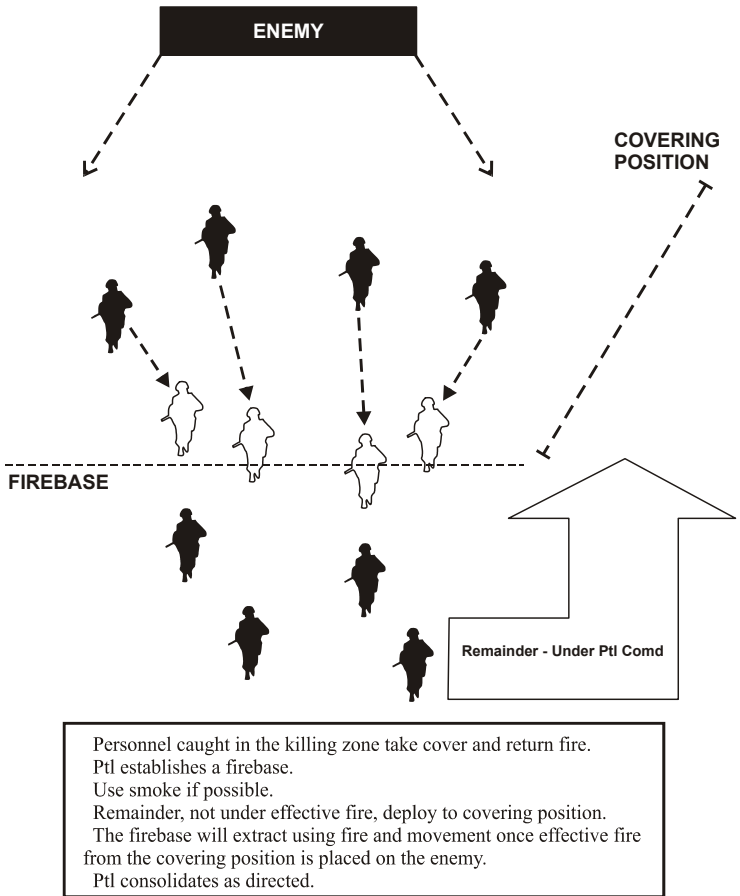 ENEMY
COVERING
POSITION
FIREBASE
Remainder - Under Ptl Comd
Personnel caught in the killing zone take cover and return fire.
Ptl establishes a firebase.
Use smoke if possible.
Remainder, not under effective fire, deploy to covering position.
The firebase will extract using fire and movement once effective fire
from the covering position is placed on the enemy.
Ptl consolidates as directed.